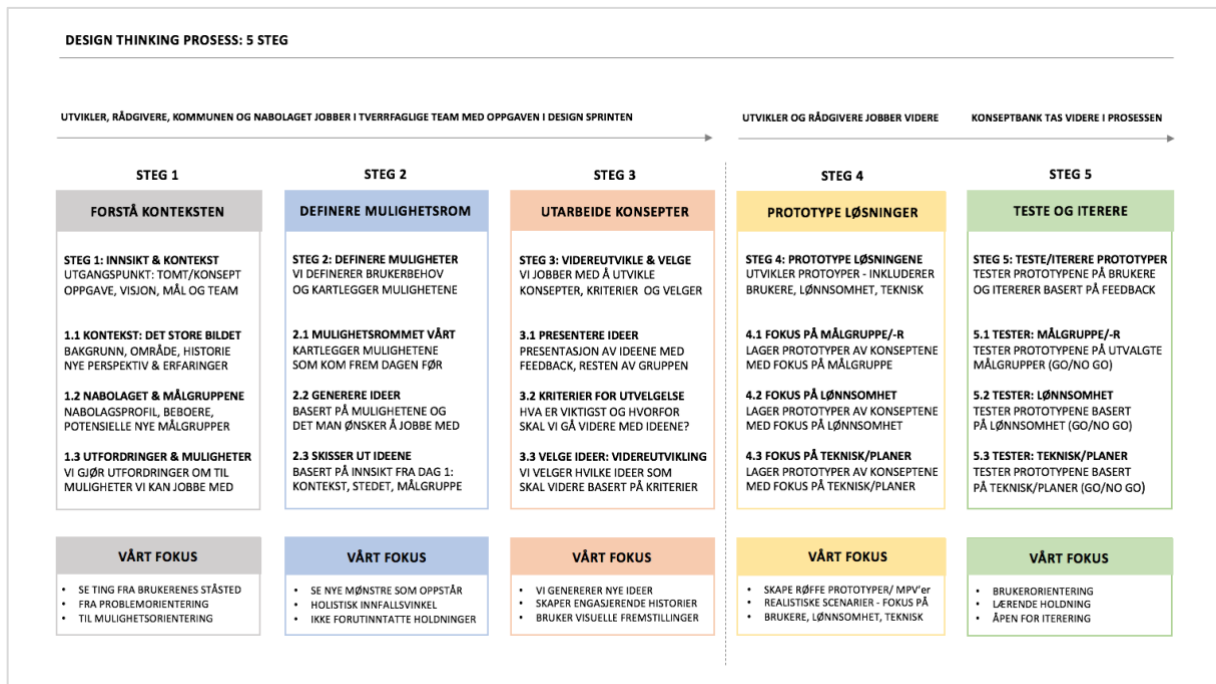 DESIGN THINKING PROSESS: 5 STEG
UTVIKLER, RÅDGIVERE, KOMMUNEN OG NABOLAGET JOBBER I TVERRFAGLIGE TEAM MED OPPGAVEN I DESIGN SPRINTEN
UTVIKLER OG RÅDGIVERE JOBBER VIDERE
KONSEPTBANK TAS VIDERE I PROSESSEN
STEG 1
FORSTÅ KONTEKSTEN
STEG 1: INNSIKT & KONTEKST
UTGANGSPUNKT: TOMT/KONSEPT
OPPGAVE, VISJON, MÅL OG TEAM
1.1 KONTEKST: DET STORE BILDET
BAKGRUNN, OMRÅDE, HISTORIE
NYE PERSPEKTIV & ERFARINGER
1.2 NABOLAGET & MÅLGRUPPENE
NABOLAGSPROFIL, BEBOERE,
POTENSIELLE NYE MÅLGRUPPER
1.3 UTFORDRINGER & MULIGHETER
VI GJØR UTFORDRINGER OM TIL
MULIGHETER VI KAN JOBBE MED
VÅRT FOKUS
• SE TING FRA BRUKERENES STÅSTED
• FRA PROBLEMORIENTERING
• TIL MULIGHETSORIENTERING
STEG 2
DEFINERE MULIGHETSROM
STEG 2: DEFINERE MULIGHETER
VI DEFINERER BRUKERBEHOV
OG KARTLEGGER MULIGHETENE
2.1 MULIGHETSROMMET VÅRT
KARTLEGGER MULIGHETENE
SOM KOM FREM DAGEN FØR
2.2 GENERERE IDEER
BASERT PÅ MULIGHETENE OG
DET MAN ØNSKER Å JOBBE MED
2.3 SKISSER UT IDEENE
BASERT PÅ INNSIKT FRA DAG 1:
KONTEKST, STEDET, MÅLGRUPPE
VÅRT FOKUS
• SE NYE MØNSTRE SOM OPPSTÅR
• HOLISTISK INNFALLSVINKEL
• IKKE FORUTINNTATTE HOLDNINGER
STEG 3
UTARBEIDE KONSEPTER
STEG 3: VIDEREUTVIKLE & VELGE
VI JOBBER MED Å UTVIKLE
KONSEPTER, KRITERIER OG VELGER
3.1 PRESENTERE IDEER
PRESENTASJON AV IDEENE MED
FEEDBACK, RESTEN AV GRUPPEN
3.2 KRITERIER FOR UTVELGELSE
HVA ER VIKTIGST OG HVORFOR
SKAL VI GÅ VIDERE MED IDEENE?
3.3 VELGE IDEER: VIDEREUTVIKLING
VI VELGER HVILKE IDEER SOM
SKAL VIDERE BASERT PÅ KRITERIER
VÅRT FOKUS
• VI GENERERER NYE IDEER
• SKAPER ENGASJERENDE HISTORIER
• BRUKER VISUELLE FREMSTILLINGER
STEG 4
PROTOTYPE LØSNINGER
STEG 4: PROTOTYPE LØSNINGENE
UTVIKLER PROTOYPER - INKLUDERER
BRUKERE, LØNNSOMHET, TEKNISK
4.1 FOKUS PÅ MÅLGRUPPE/-R
LAGER PROTOTYPER AV KONSEPTENE
MED FOKUS PÅ MÅLGRUPPE
4.2 FOKUS PÅ LØNNSOMHET
LAGER PROTOTYPER AV KONSEPTENE
MED FOKUS PÅ LØNNSOMHET
4.3 FOKUS PÅ TEKNISK/PLANER
LAGER PROTOTYPER AV KONSEPTENE
MED FOKUS PÅ TEKNISK/PLANER
VÅRT FOKUS
• SKAPE RØFFE PROTOTYPER/ MPV'er
• REALISTISKE SCENARIER - FOKUS PÅ
• BRUKERE, LØNNSOMHET, TEKNISK
STEG 5
TESTE OG ITERERE
STEG 5: TESTE/ITERERE PROTOTYPER
TESTER PROTOTYPENE PÅ BRUKERE
OG ITERERER BASERT PÅ FEEDBACK
5.1 TESTER: MÅLGRUPPE/-R
TESTER PROTOTYPENE PÅ UTVALGTE
MÅLGRUPPER (GO/NO GO)
5.2 TESTER: LØNNSOMHET
TESTER PROTOTYPENE BASERT
PÅ LØNNSOMHET (GO/NO GO)
5.3 TESTER: TEKNISK/PLANER
TESTER PROTOTYPENE BASERT
PÅ TEKNISK/PLANER (GO/NO GO)
VÅRT FOKUS
• BRUKERORIENTERING
• LÆRENDE HOLDNING
• ÅPEN FOR ITERERING